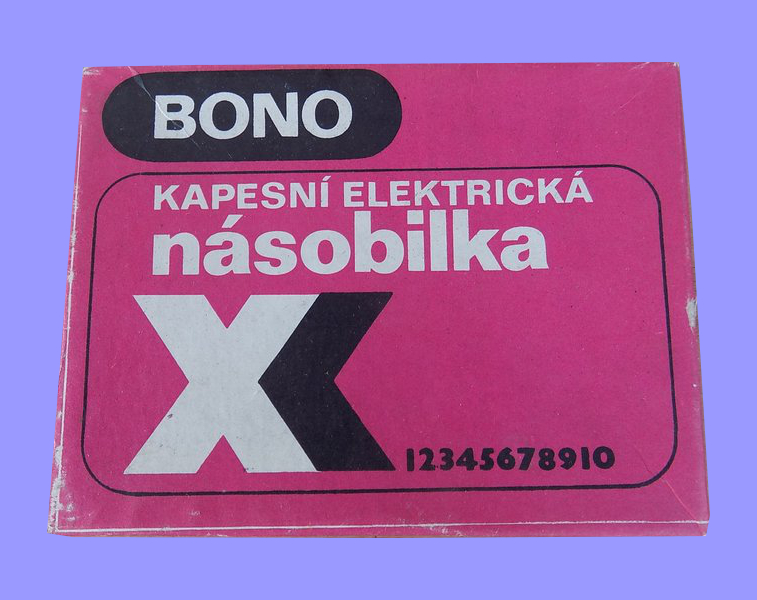 BONO
KAPESNÍ ELEKTRICKÁ
násobilka
X
12345678910